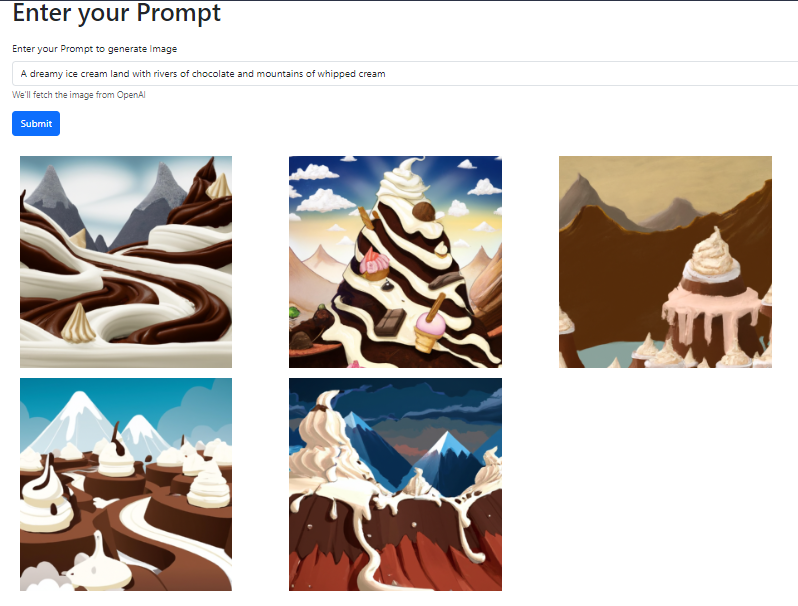 Enter your Prompt
Enter your Prompt to generate Image
A dreamy ice cream land with rivers of chocolate and mountains of whipped cream
We'll fetch the image from OpenAI
Submit